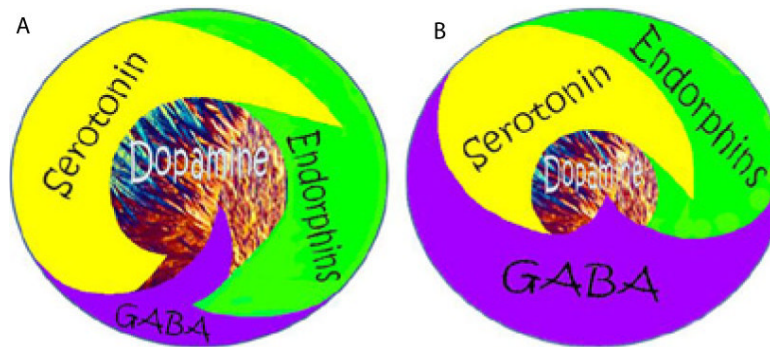 A
Serotonin
Dopamine
Endorphins
GABA
B
Serotonin
Endorphins
Dopamine
GABA